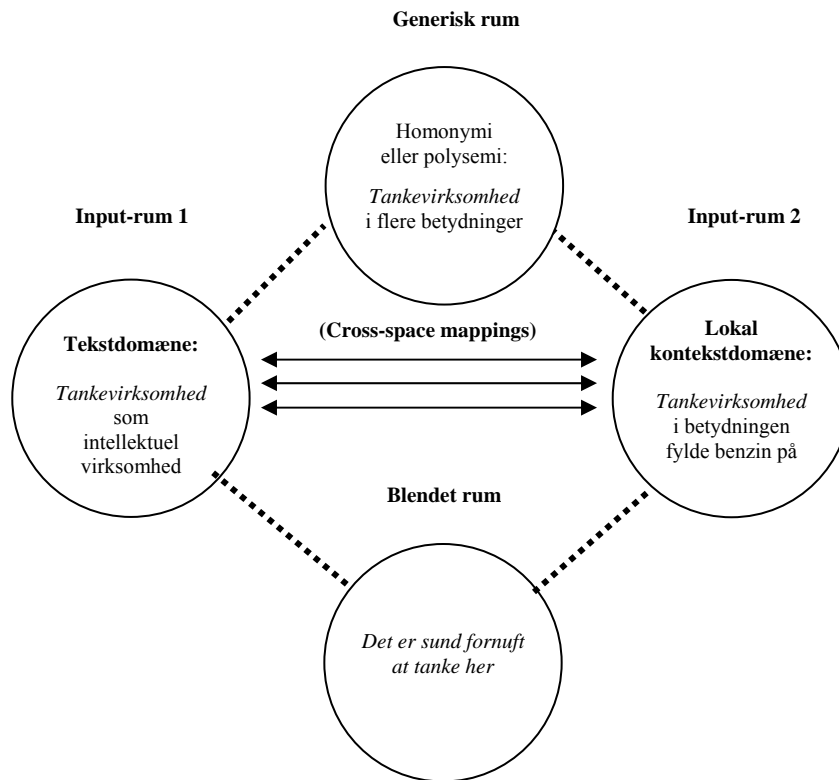 Generisk rum
Homonymi
eller polysemi:
Tankevirksomhed
i flere betydninger
Input-rum 1
Input-rum 2
(Cross-space mappings)
Tekstdomæne:
Tankevirksomhed
som
intellektuel
virksomhed
Lokal
kontekstdomæne:
Tankevirksomhed
i betydningen
fylde benzin på
Blendet rum
Det er sund fornuft
at tanke her